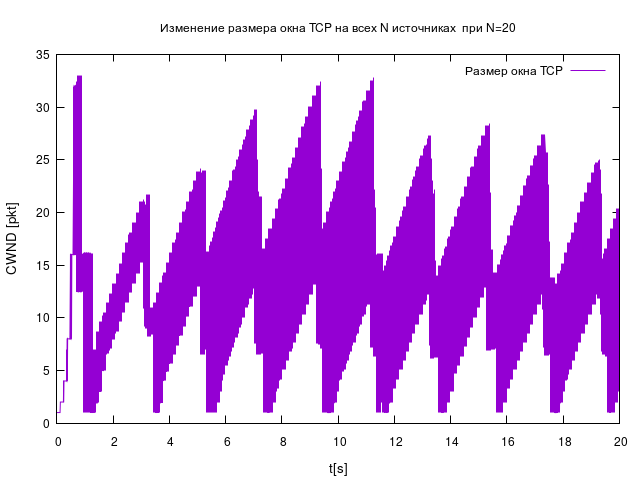 Изменение размера окна TCP на всех N источниках  при N=20
Размер окна TCP
CWND [pkt]
35
30
25
20
15
10
5
0
0 2 4 6 8 10 12 14 16 18 20
t[s]